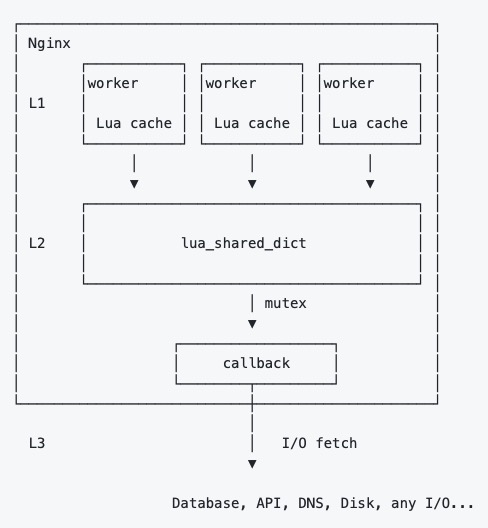 Nginx
worker worker worker
L1
Lua cache Lua cache Lua cache
L2 lua_shared_dict
mutex
callback
L3 I/O fetch
Database, API, DNS, Disk, any I/O...